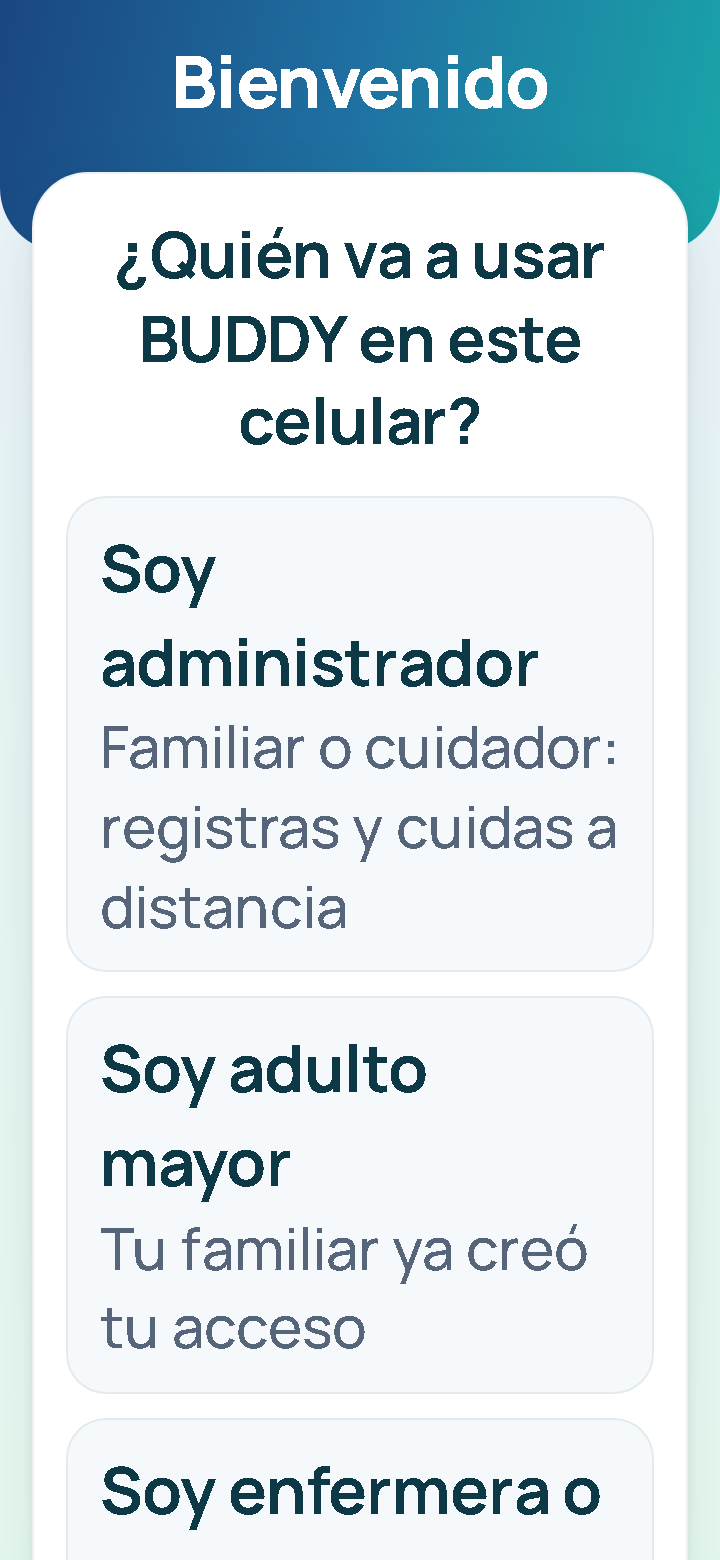 Bienvenido
¿Quién va a usar
BUDDY en este
celular?
Soy
administrador
Familiar o cuidador:
registras y cuidas a
distancia
Soy adulto
mayor
Tu familiar ya creó
tu acceso
Soy enfermera o